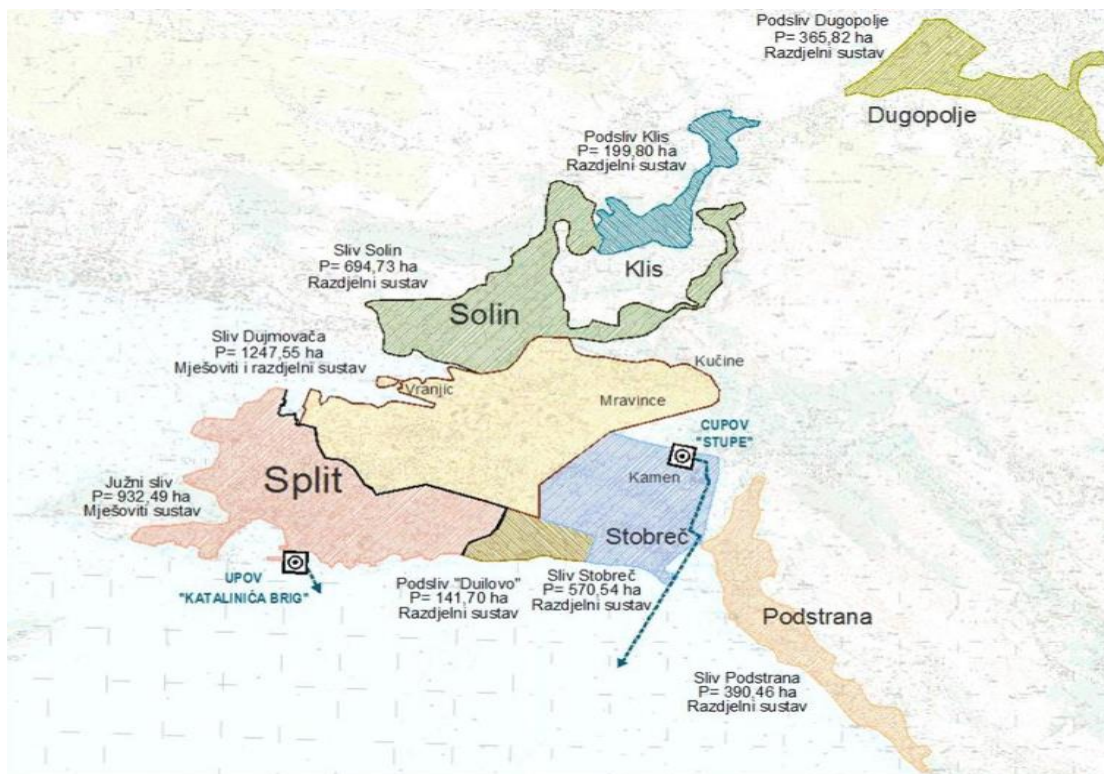 Podsliv Dugopolje
P= 365,82 ha
Razdjelni sustav
Dugopolje
Podsliv Klis
P= 199,80 ha
Razdjelni sustav
Klis
Sliv Solin
P= 694,73 ha
Razdjelni sustav
Solin
Sliv Dujmovača
P= 1247,55 ha
Mješoviti i razdjelni sustav
Vranjic
Kučine
Mravince
CUPOV
"STUPE"
Kamen
Split
Južni sliv
P= 932,49 ha
Mješoviti sustav
Stobreč
UPOV
"KATALINIĆA BRIG"
Podsliv "Duilovo"
P= 141,70 ha
Razdjelni sustav
Sliv Stobreč
P= 570,54 ha
Razdjelni sustav
Podstrana
Sliv Podstrana
P= 390,46 ha
Razdjelni sustav